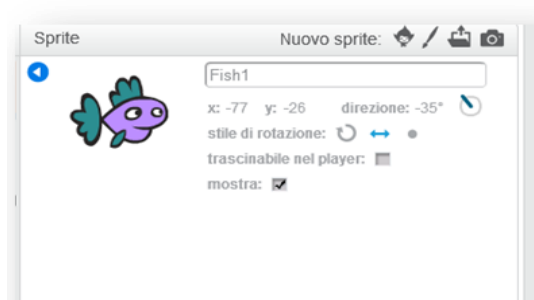 Sprite Nuovo sprite:
Fish1
x: -77 y: -26 direzione: -35°
stile di rotazione:
trascinabile nel player:
mostra: